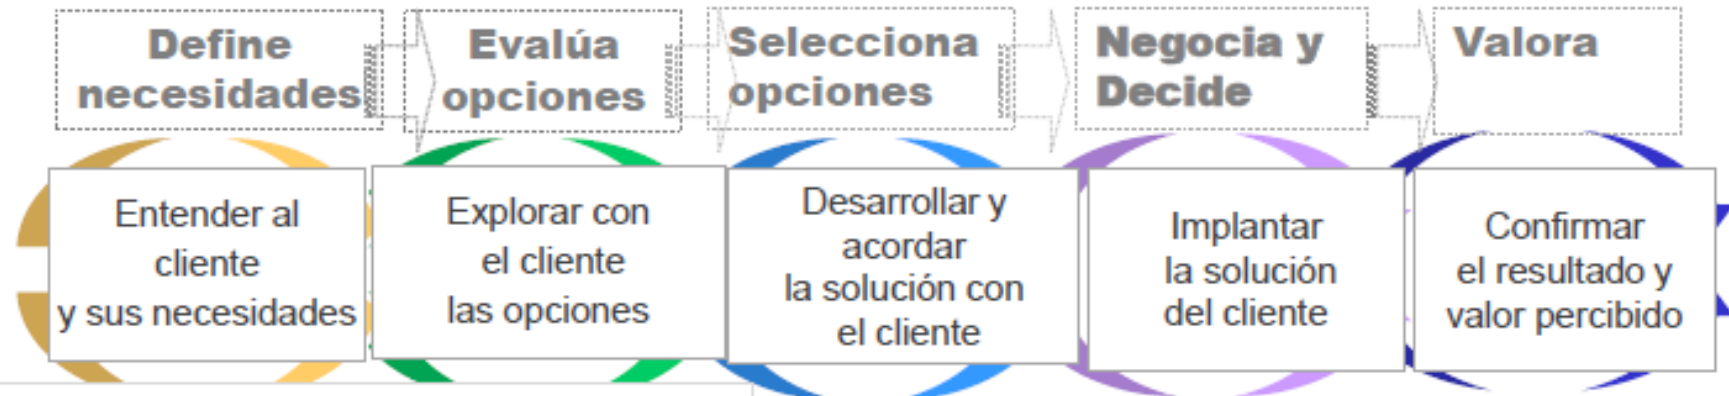 Define
necesidades
Evalúa
opciones
Selecciona
opciones
Negocia y
Decide
Valora
Entender al
cliente
y sus necesidades
Explorar con
el cliente
las opciones
Desarrollar y
acordar
la solución con
el cliente
Implantar
la solución
del cliente
Confirmar
el resultado y
valor percibido